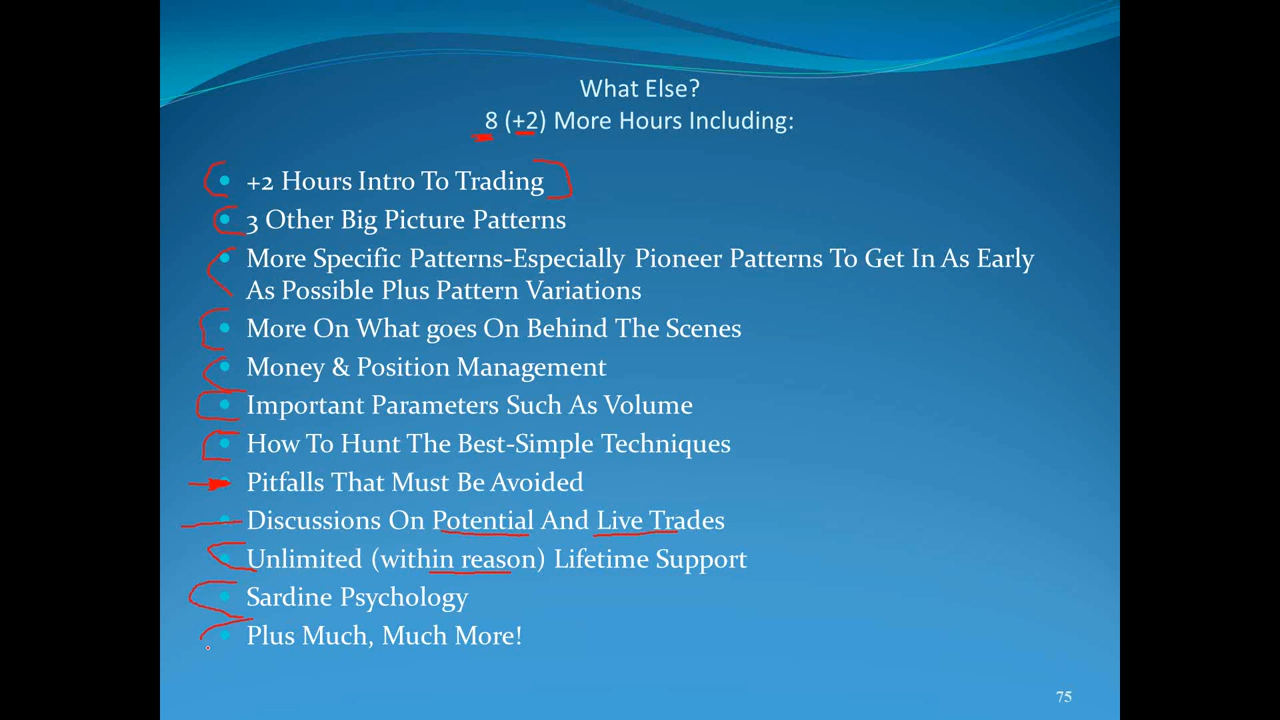 What Else?
8 (+2) More Hours Including:
+2 Hours Intro To Trading
3 Other Big Picture Patterns
More Specific Patterns-Especially Pioneer Patterns To Get In As Early
As Possible Plus Pattern Variations
More On What goes On Behind The Scenes
Money & Position Management
Important Parameters Such As Volume
How To Hunt The Best-Simple Techniques
Pitfalls That Must Be Avoided
Discussions On Potential And Live Trades
Unlimited (within reason) Lifetime Support
Sardine Psychology
Plus Much, Much More!
75